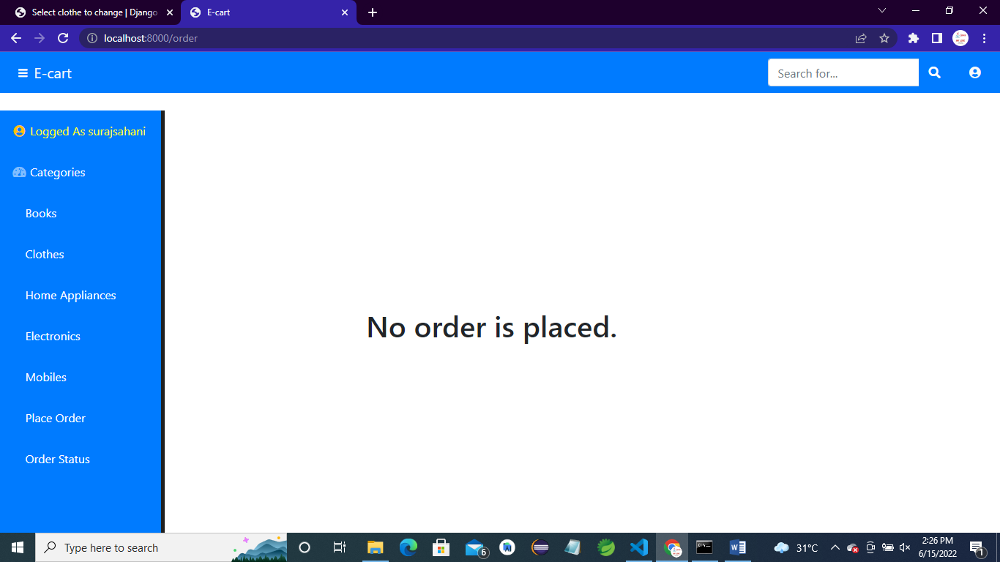 Select clothe to change | Django
E-cart
localhost:8000/order
E-cart
Search for...
Logged As surajsahani
Categories
Books
Clothes
Home Appliances
Electronics
Mobiles
Place Order
Order Status
No order is placed.
Type here to search
6
31°C
2:26 PM
6/15/2022
1